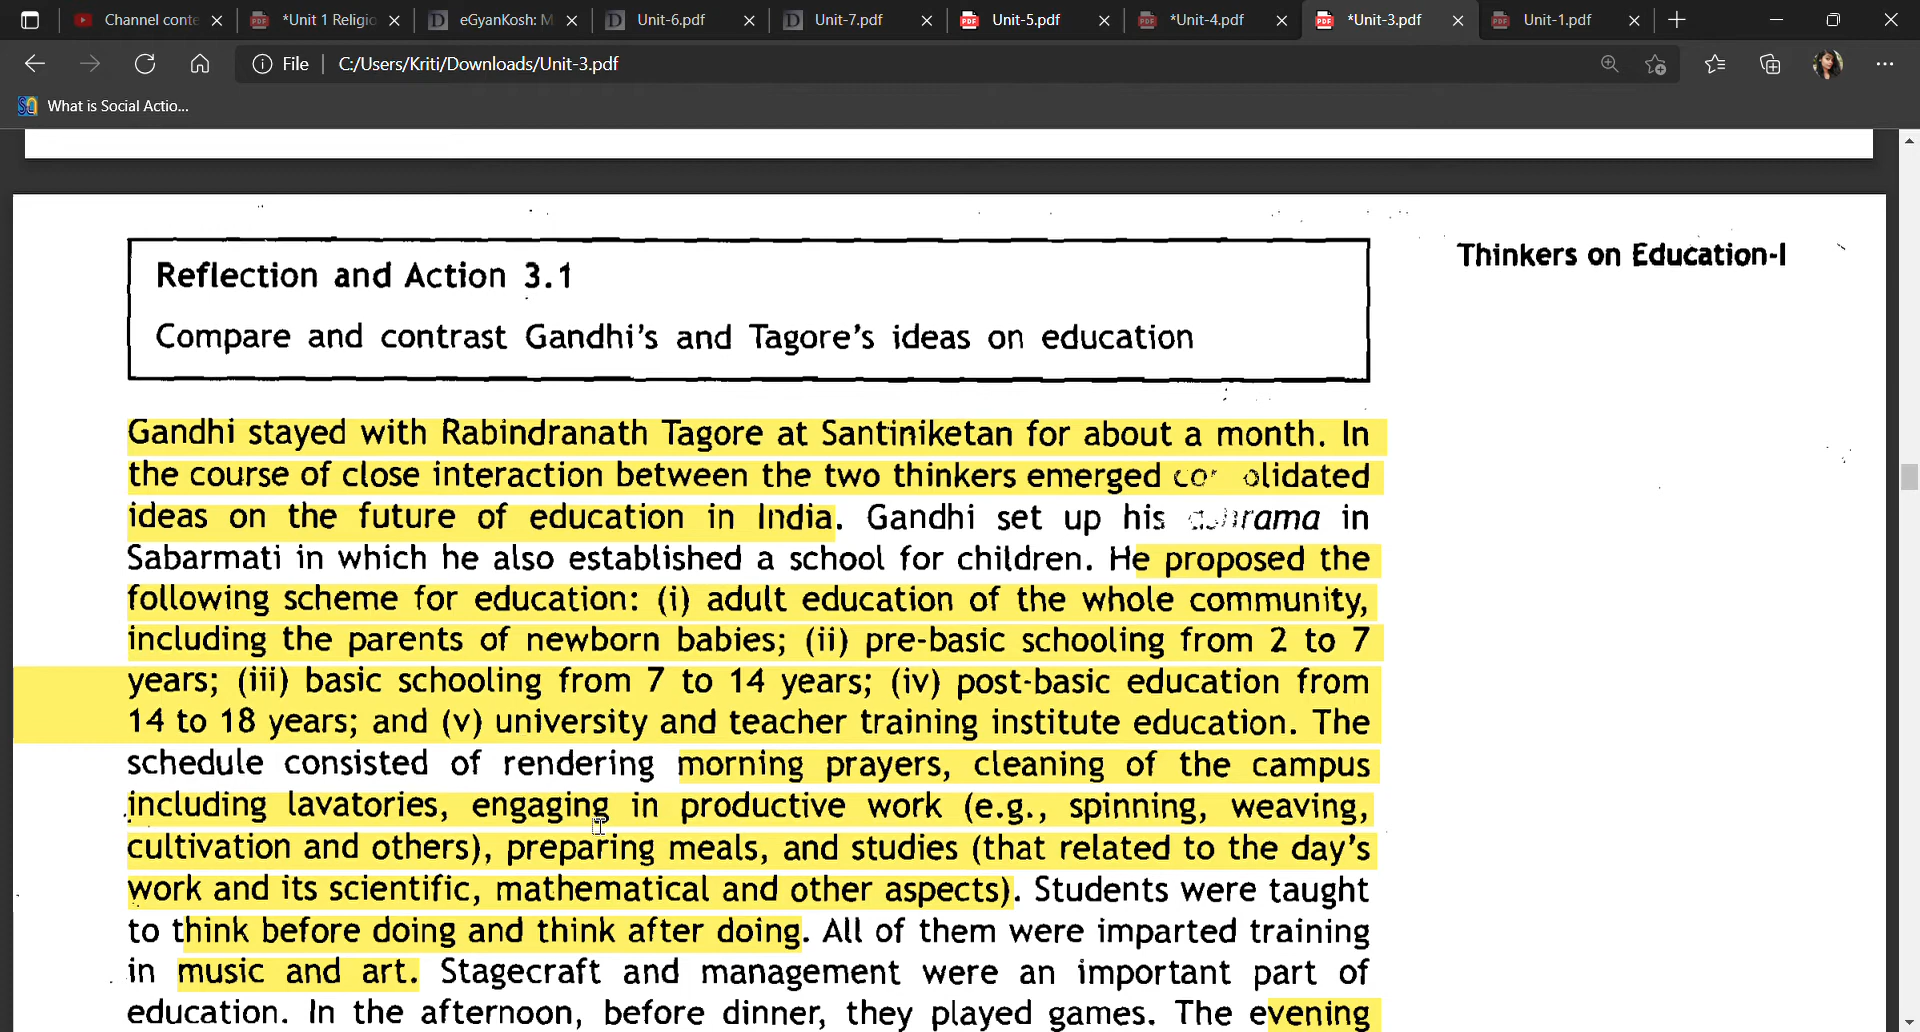 Channel conte
*Unit 1 Religio
eGyanKosh: M
Unit-6.pdf
Unit-7.pdf
Unit-5.pdf
*Unit-4.pdf
*Unit-3.pdf
Unit-1.pdf
File
C:/Users/Kriti/Downloads/Unit-3.pdf
What is Social Actio...
Thinkers on Education-I
Reflection and Action 3.1
Compare and contrast Gandhi's and Tagore's ideas on education
Gandhi stayed with Rabindranath Tagore at Santiniketan for about a month. In
the course of close interaction between the two thinkers emerged
ideas on the future of education in India. Gandhi set up his in
Sabarmati in which he also established a school for children. He proposed the
following scheme for education: (i) adult education of the whole community,
including the parents of newborn babies; (ii) pre-basic schooling from 2 to 7
years; (iii) basic schooling from 7 to 14 years; (iv) post-basic education from
14 to 18 years; and (v) university and teacher training institute education. The
schedule consisted of rendering morning prayers, cleaning of the campus
including lavatories, engaging in productive work (e.g., spinning, weaving,
cultivation and others), preparing meals, and studies (that related to the day's
work and its scientific, mathematical and other aspects). Students were taught
to think before doing and think after doing. All of them were imparted training
in music and art. Stagecraft and management were an important part of
education. In the afternoon, before dinner, they played games. The evening